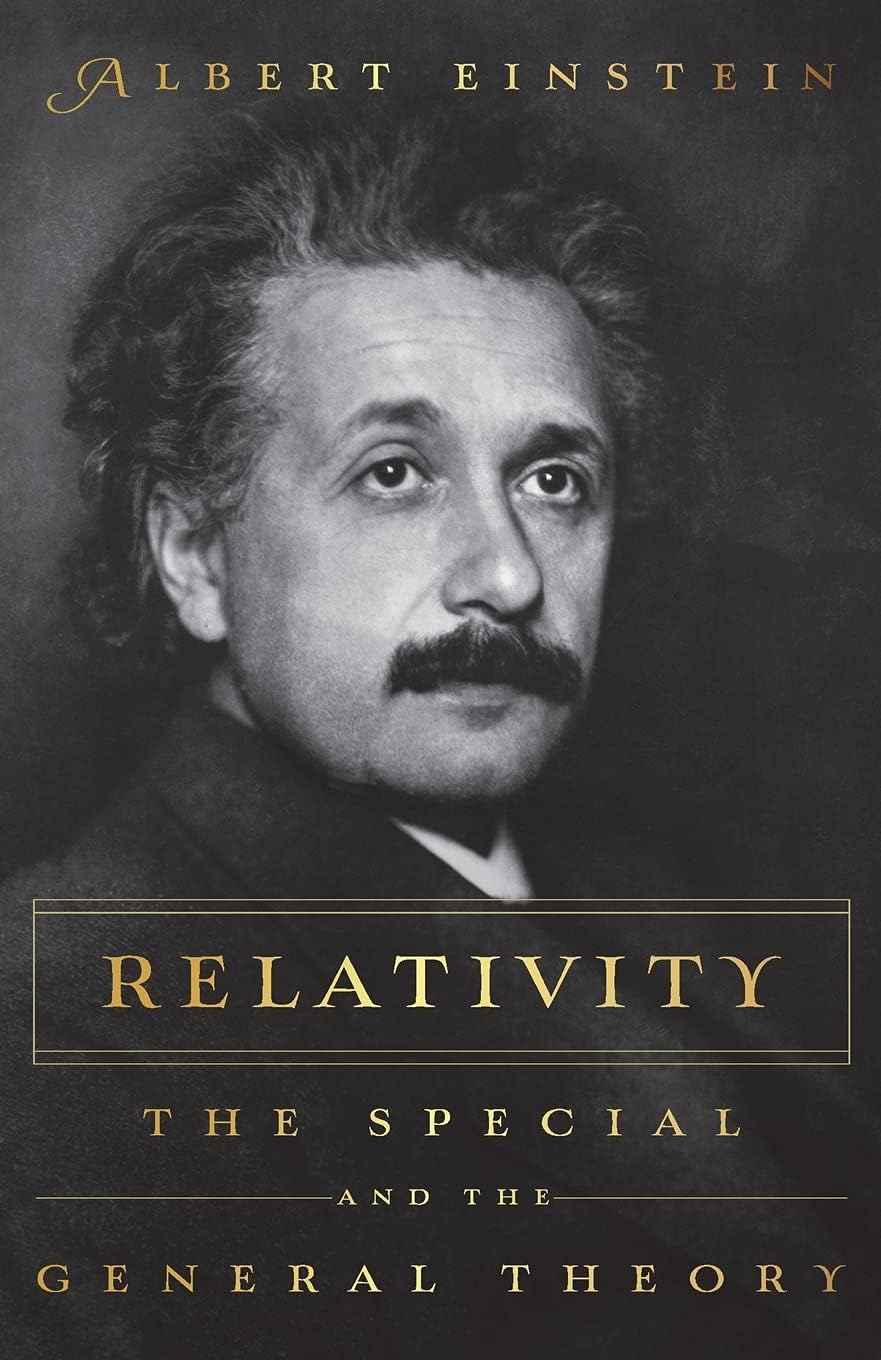 ALBERT EINSTEIN
RELATIVITY
THE SPECIAL
AND THE
GENERAL THEORY